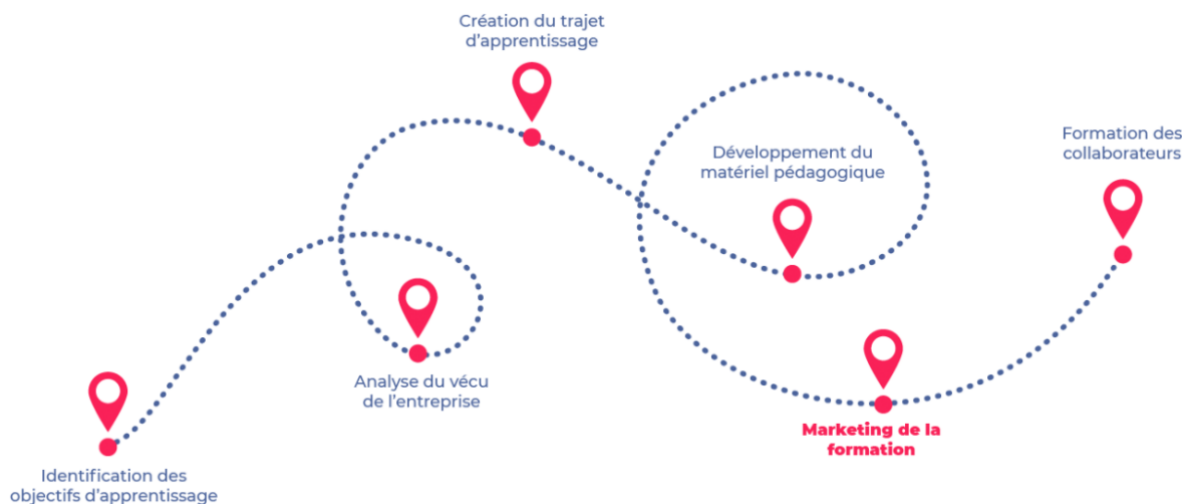 Création du trajet
d'apprentissage
Développement du
matériel pédagogique
Formation des
collaborateurs
Analyse du vécu
de l'entreprise
Marketing de la
formation
Identification des
objectifs d'apprentissage